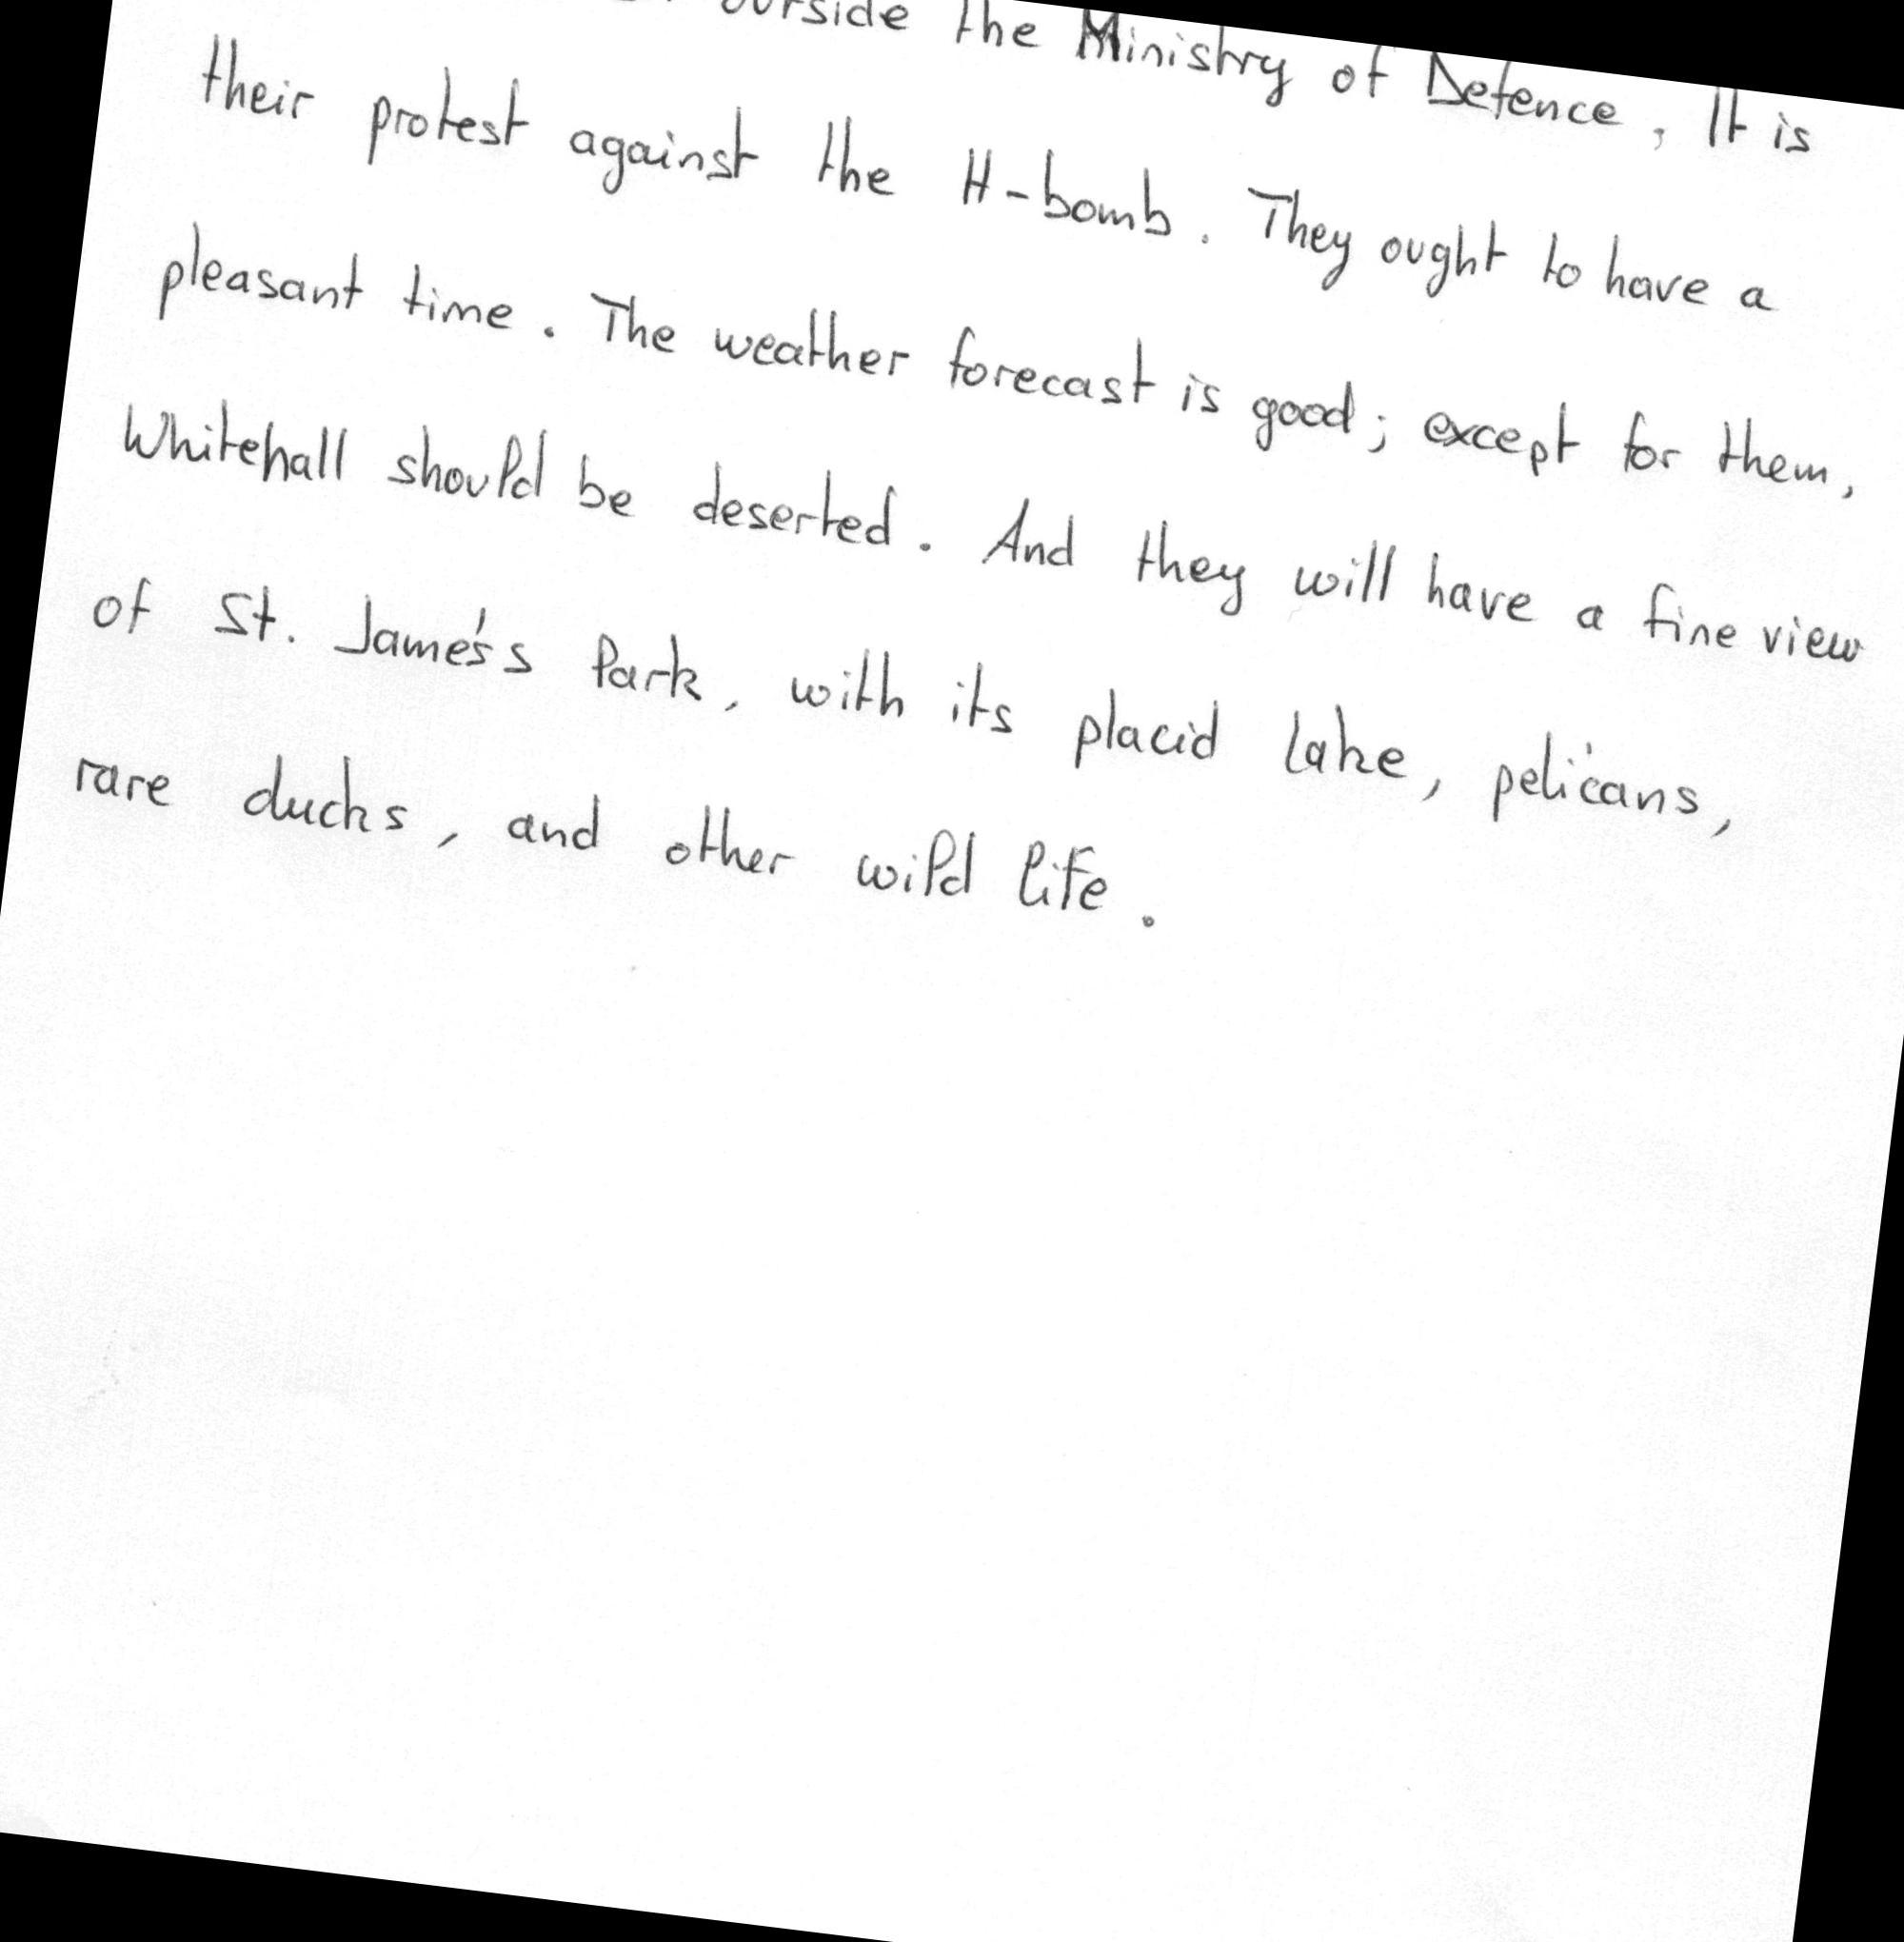 outside the Ministry of Defence. It is
their protest against the H-bomb. They ought to have a
pleasant time. The weather forecast is good; except for them,
Whitehall should be deserted. And they will have a fine view
of St. James's Park, with its placid lake, pelicans,
rare ducks, and other wild life.